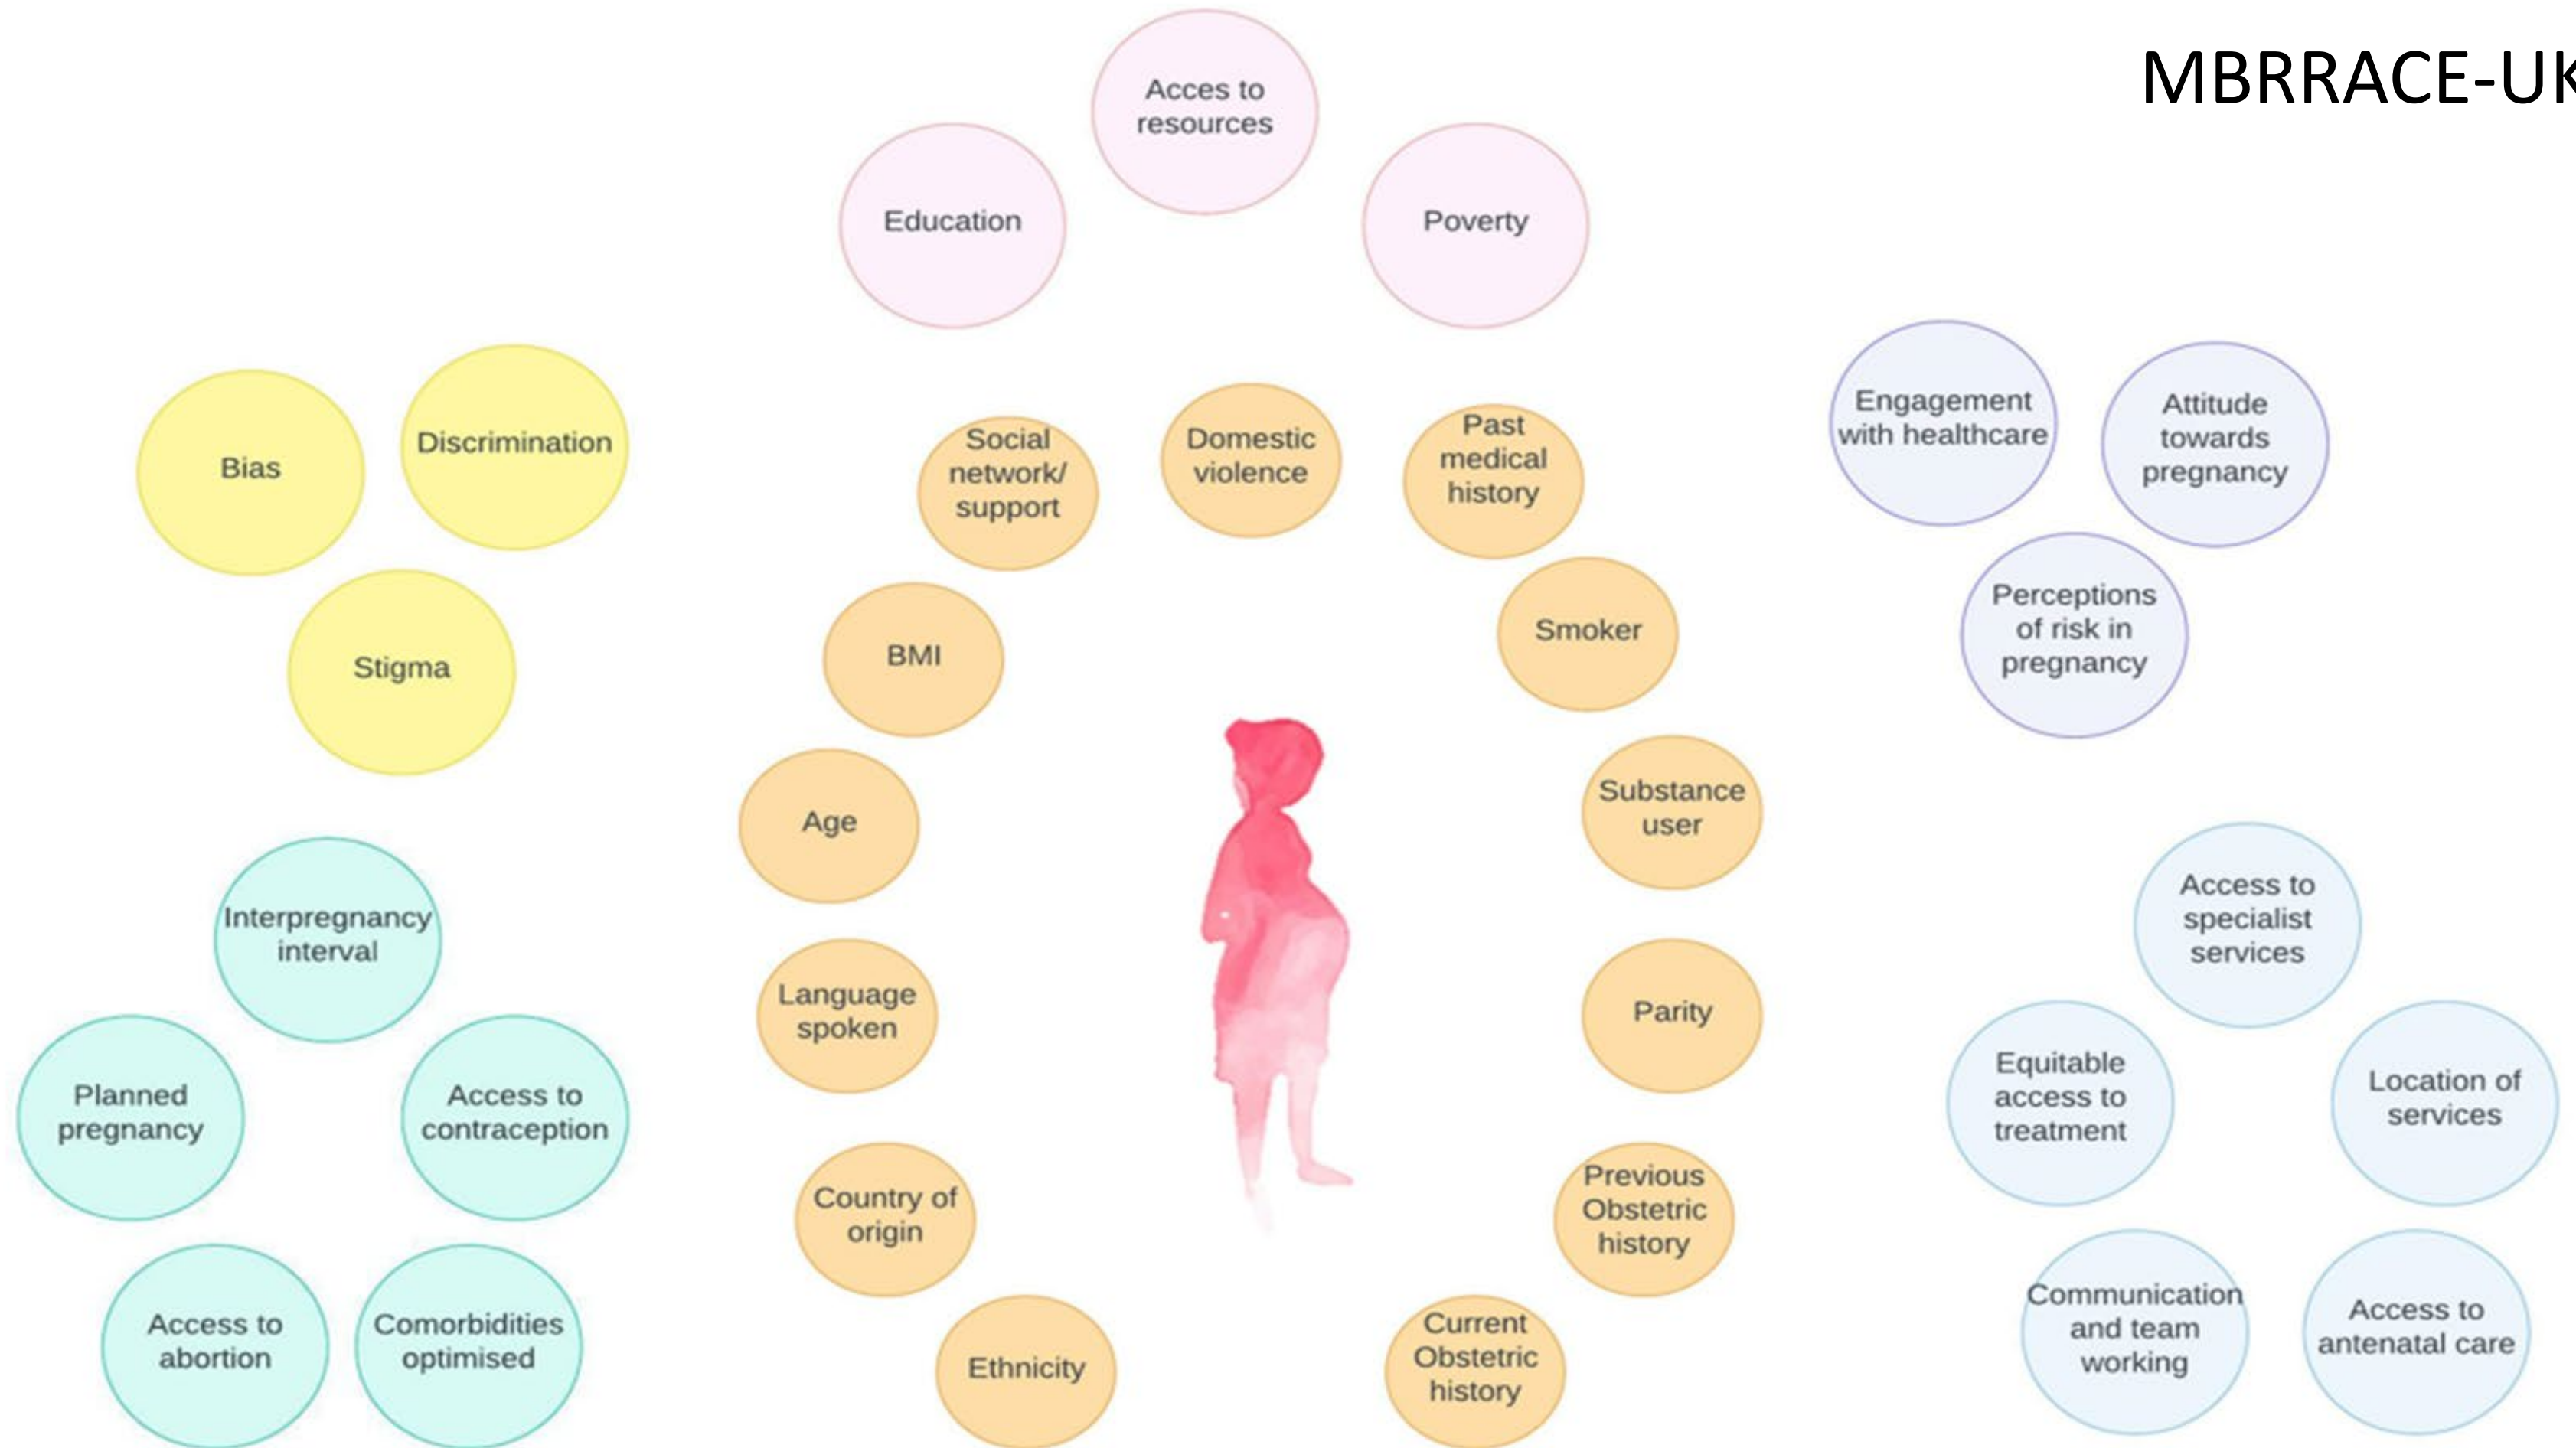 MBRRACE-UK
Acces to
resources
Education
Poverty
Bias
Discrimination
Stigma
Social
network/
support
Domestic
violence
Past
medical
history
BMI
Smoker
Age
Substance
user
Language
spoken
Parity
Country of
origin
Previous
Obstetric
history
Ethnicity
Current
Obstetric
history
Engagement
with healthcare
Attitude
towards
pregnancy
Perceptions
of risk in
pregnancy
Interpregnancy
interval
Planned
pregnancy
Access to
contraception
Access to
abortion
Comorbidities
optimised
Access to
specialist
services
Equitable
access to
treatment
Location of
services
Communication
and team
working
Access to
antenatal care